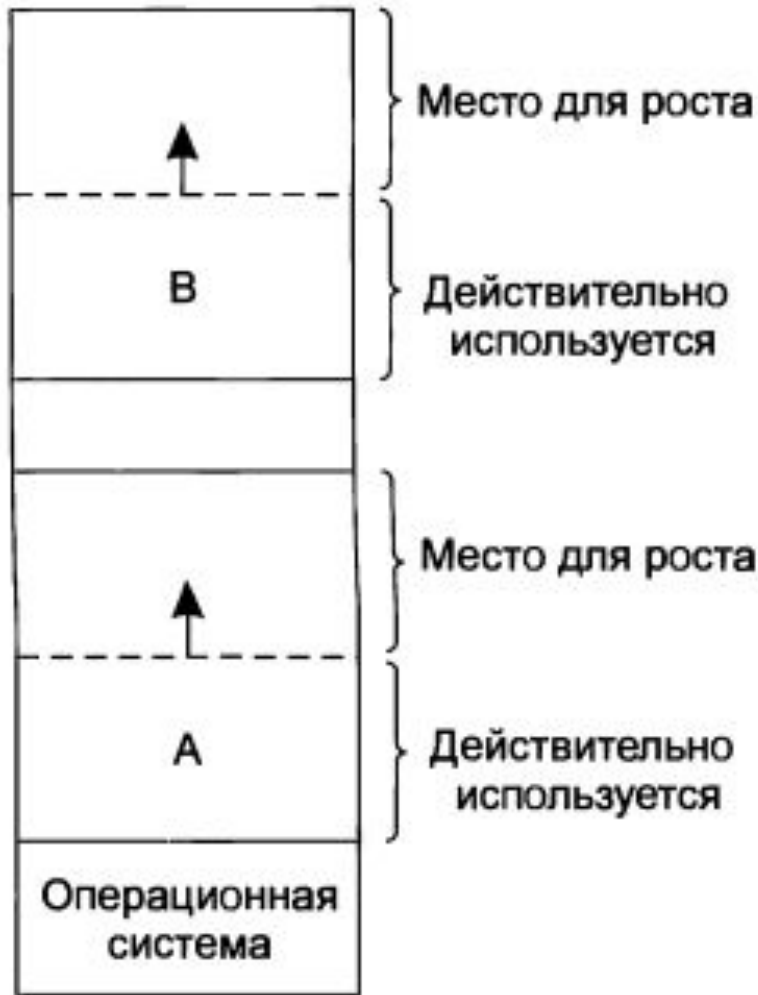 Место для роста
В
Действительно
используется
Место для роста
А
Действительно
используется
Операционная
система